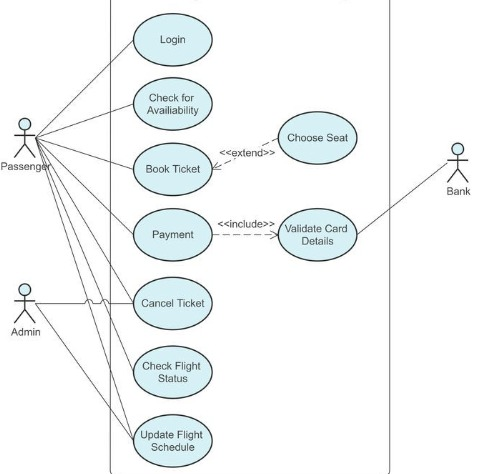 Login
Check for
Availiability
Choose Seat
<<extend>>
Passenger
Book Ticket
Bank
<<include>>
Payment
Validate Card
Details
Cancel Ticket
Admin
Check Flight
Status
Update Flight
Schedule